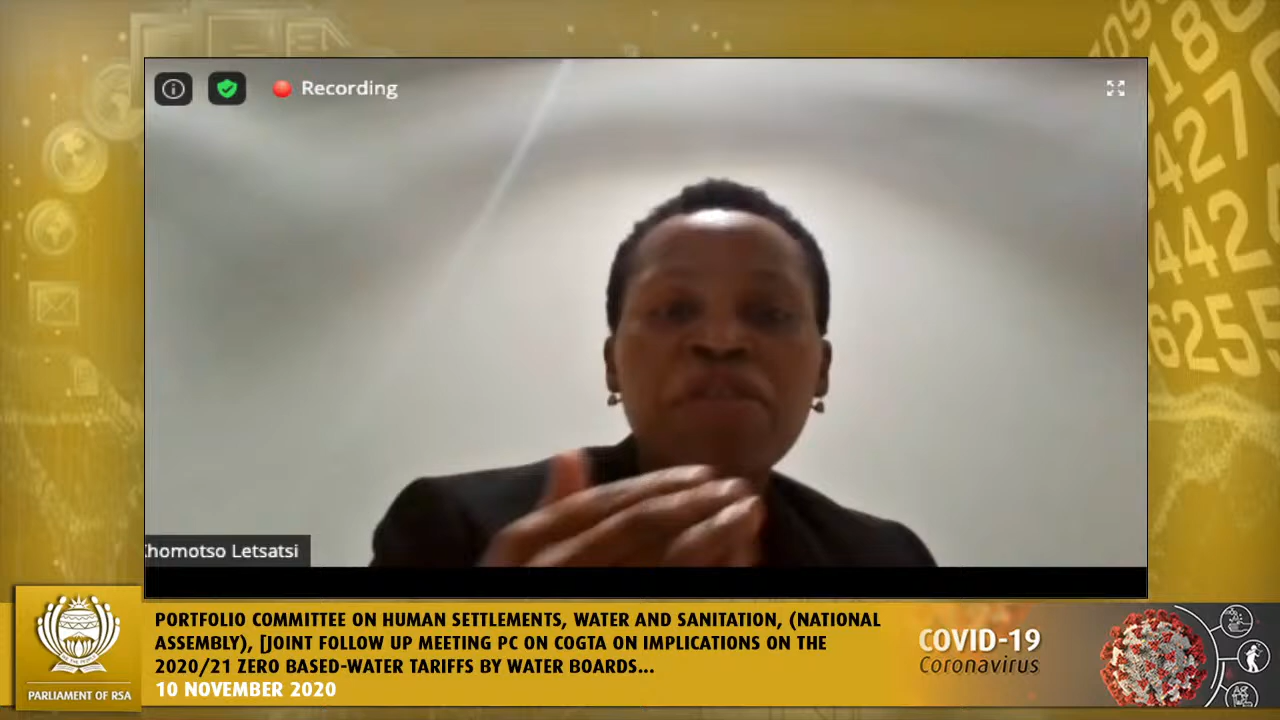 Recording
Khomotso Letsatsi
PORTFOLIO COMMITTEE ON HUMAN SETTLEMENTS, WATER AND SANITATION, (NATIONAL
ASSEMBLY), [JOINT FOLLOW UP MEETING PC ON COGTA ON IMPLICATIONS ON THE
2020/21 ZERO BASED-WATER TARIFFS BY WATER BOARDS...
10 NOVEMBER 2020
PARLIAMENT OF RSA
COVID-19
Coronavirus